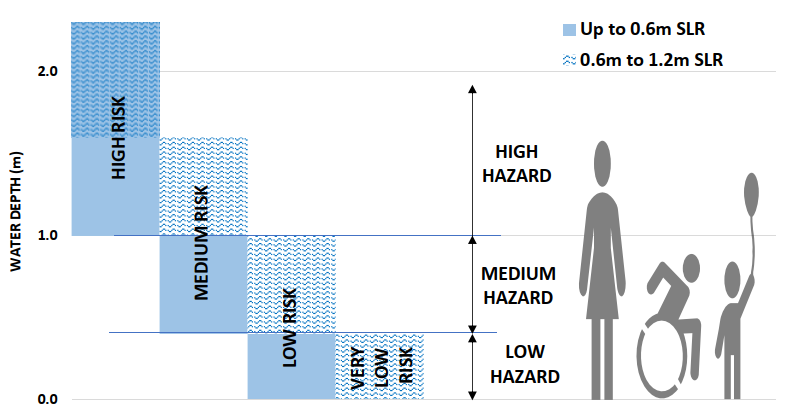 Up to 0.6m SLR
0.6m to 1.2m SLR
2.0
1.0
0.0
WATER DEPTH (m)
HIGH RISK
MEDIUM RISK
LOW RISK
VERY
LOW
RISK
HIGH
HAZARD
MEDIUM
HAZARD
LOW
HAZARD